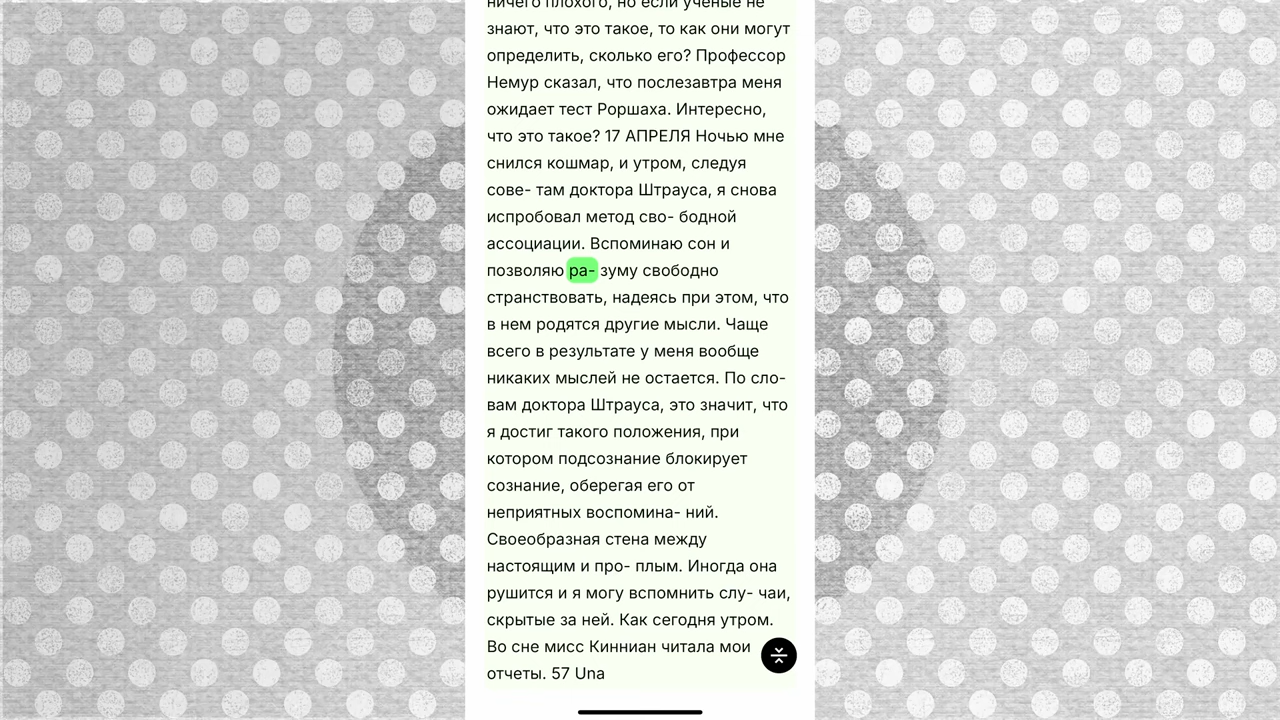 ничего плохого, но если ученые не
знают, что это такое, то как они могут
определить, сколько его? Профессор
Немур сказал, что послезавтра меня
ожидает тест Роршаха. Интересно,
что это такое? 17 АПРЕЛЯ Ночью мне
снился кошмар, и утром, следуя
сове- там доктора Штрауса, я снова
испробовал метод сво- бодной
ассоциации. Вспоминаю сон и
позволяю ра- зуму свободно
странствовать, надеясь при этом, что
в нем родятся другие мысли. Чаще
всего в результате у меня вообще
никаких мыслей не остается. По сло-
вам доктора Штрауса, это значит, что
я достиг такого положения, при
котором подсознание блокирует
сознание, оберегая его от
неприятных воспомина- ний.
Своеобразная стена между
настоящим и про- плым. Иногда она
рушится и я могу вспомнить слу- чаи,
скрытые за ней. Как сегодня утром.
Во сне мисс Кинниан читала мои
отчеты. 57 Una